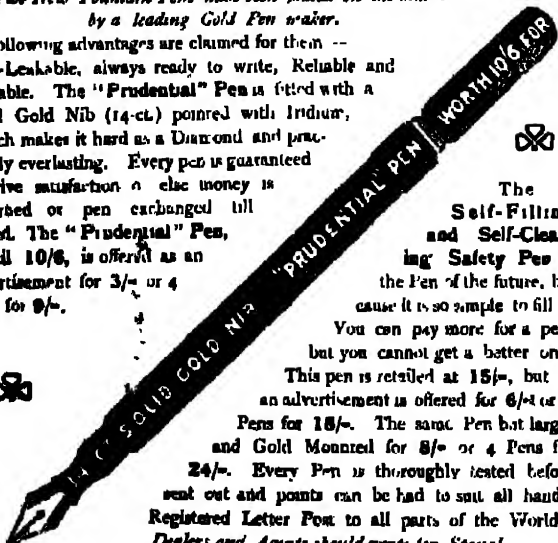 by a leading Gold Pen maker.
following advantages are claimed for them --
-Leakable, always ready to write, Reliable and
able. The "Prudential" Pen is fitted with a
Gold Nib (14-ct.) pointed with Iridium,
ch makes it hard as a Diamond and prac-
ly everlasting. Every pen is guaranteed
ive satisfaction or else money is
or pen exchanged till
ed. The "Prudential" Pen,
10/6, is offered as an
rtisement for 3/- or 4
for 9/-.
14 CT SOLID GOLD NIB "PRUDENTIAL PEN WORTH 10/6 FOR
The
Self-Fillin
and Self-Clea
ing Safety Pen
the Pen of the future, b
cause it is so simple to fill
You can pay more for a pe
but you cannot get a better on
This pen is retailed at 15/-, but
an advertisement is offered for 6/- or
Pens for 18/-. The same Pen but larg
and Gold Mounted for 8/- or 4 Pens f
24/-. Every Pen is thoroughly tested befo
sent out and points can be had to suit all hand
Registered Letter Post to all parts of the World
Dealers and Agents should